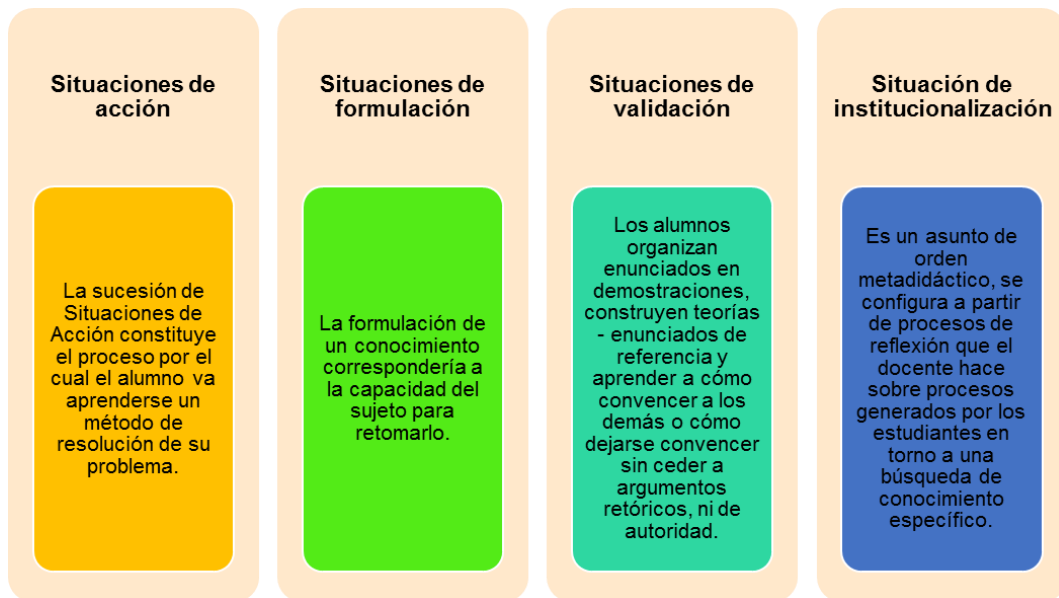 Situaciones de
acción
La sucesión de
Situaciones de
Acción constituye
el proceso por el
cual el alumno va
aprenderse un
método de
resolución de su
problema.
Situaciones de
formulación
La formulación de
un conocimiento
correspondería a
la capacidad del
sujeto para
retomarlo.
Situaciones de
validación
Los alumnos
organizan
enunciados en
demostraciones,
construyen teorías
- enunciados de
referencia y
aprender a cómo
convencer a los
demás o cómo
dejarse convencer
sin ceder a
argumentos
retóricos, ni de
autoridad.
Situación de
institucionalización
Es un asunto de
orden
metadidáctico, se
configura a partir
de procesos de
reflexión que el
docente hace
sobre procesos
generados por los
estudiantes en
torno a una
búsqueda de
conocimiento
específico.